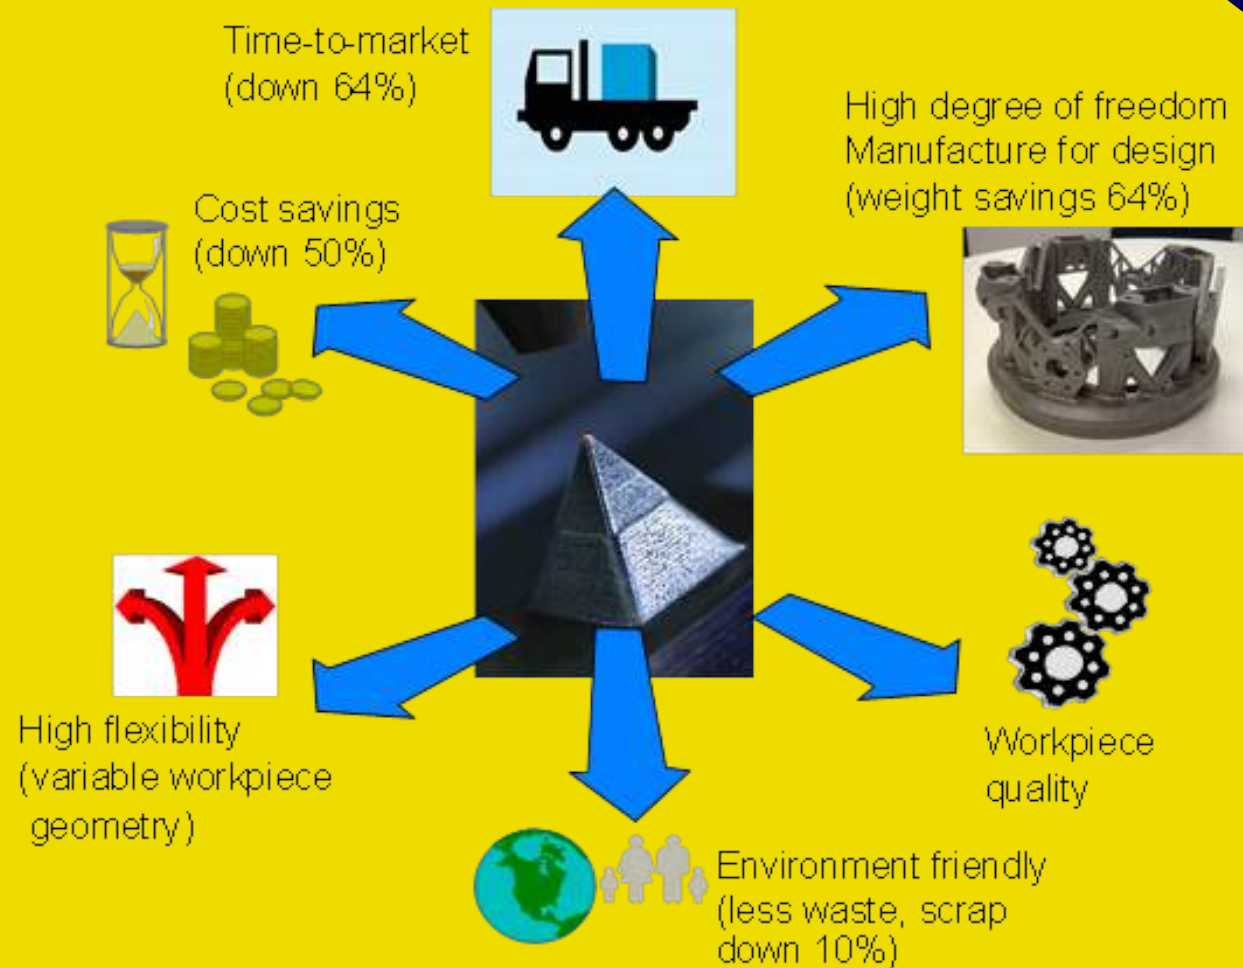 Time-to-market
(down 64%)
High degree of freedom
Manufacture for design
(weight savings 64%)
Cost savings
(down 50%)
High flexibility
(variable workpiece
geometry)
Workpiece
quality
Environment friendly
(less waste, scrap
down 10%)